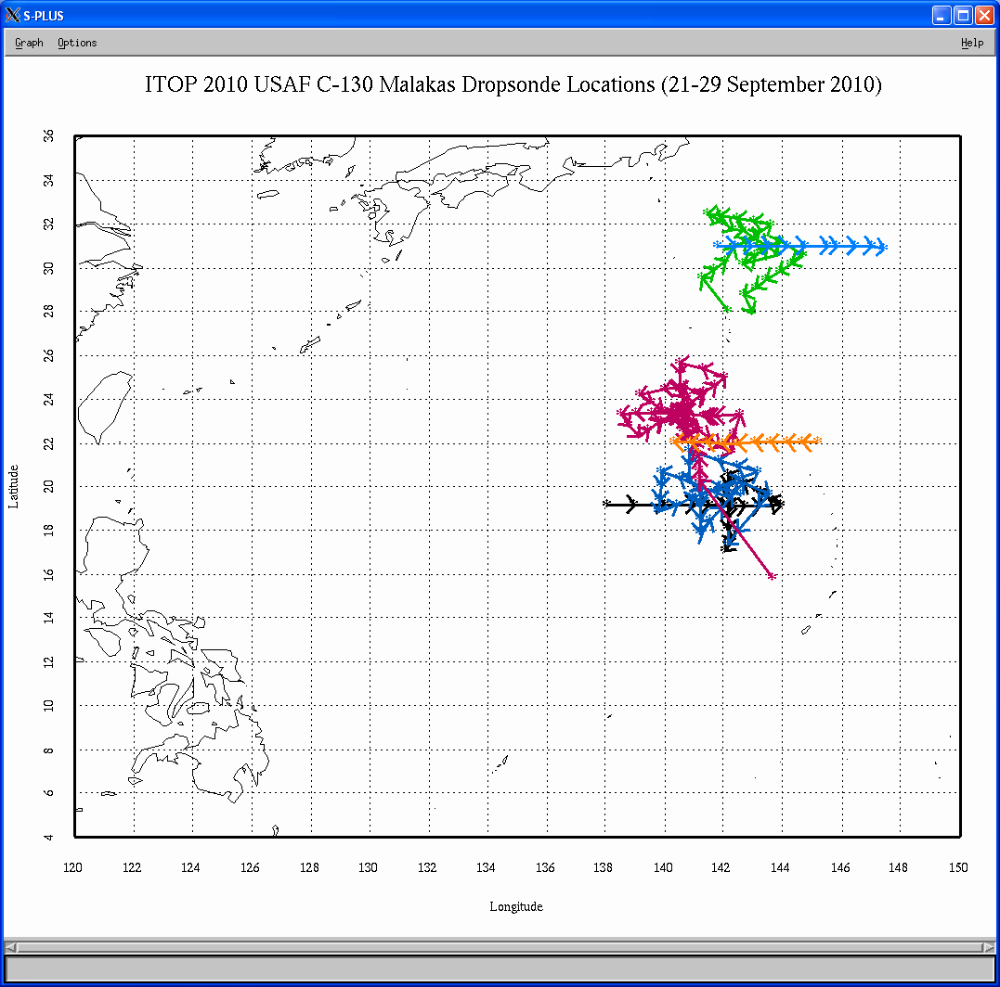 S-PLUS
Graph Options Help
ITOP 2010 USAF C-130 Malakas Dropsonde Locations (21-29 September 2010)
36
34
32
30
28
26
24
22
20
18
16
14
12
10
8
6
4
Latitude
120 122 124 126 128 130 132 134 136 138 140 142 144 146 148 150
Longitude